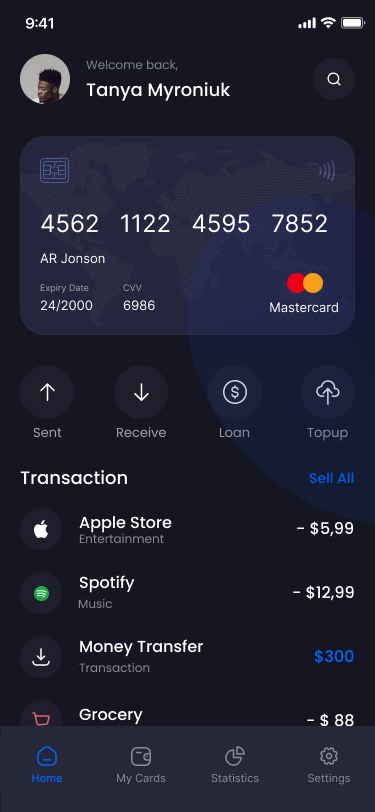 9:41
Welcome back,
Tanya Myroniuk
4562 1122 4595 7852
AR Jonson
Expiry Date CVV
24/2000 6986
Mastercard
Sent Receive Loan Topup
Transaction Sell All
Apple Store - $5,99
Entertainment
Spotify - $12,99
Music
Money Transfer $300
Transaction
Grocery - $ 88
Home My Cards Statistics Settings